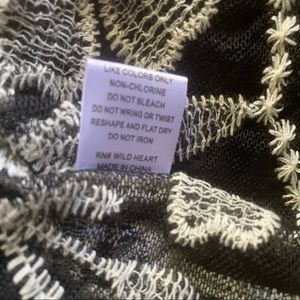 LIKE COLORS ONLY
NON-CHLORINE
DO NOT BLEACH
DO NOT WRING OR TWIST
RESHAPE AND FLAT DRY
DO NOT IRON
RN# WILD HEART
MADE IN CHINA